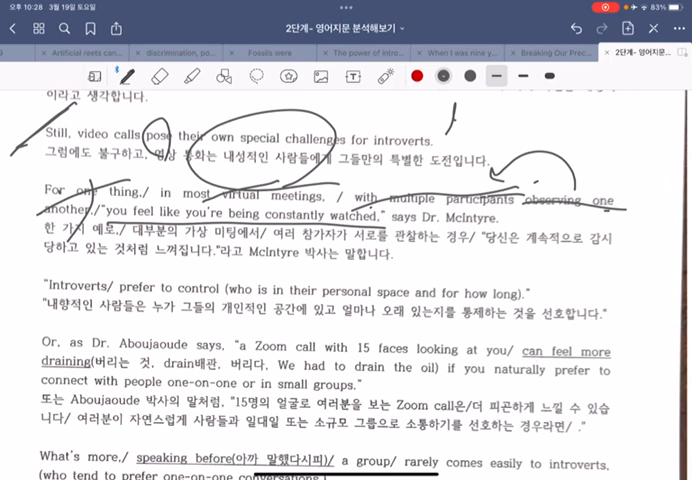 오후 10:28 3월 19일 토요일
83%
2단계- 영어지문 분석해보기
Artificial reefs can...
discrimination, po...
Fossils were
The power of intro...
When I was nine y...
Breaking Our Prec...
2단계- 영어지문...
이라고 생각합니다.
Still, video calls pose their own special challenges for introverts.
그럼에도 불구하고, 영상 통화는 내성적인 사람들에게 그들만의 특별한 도전입니다.
For one thing,/ in most virtual meetings, / with multiple participants observing one
another,/"you feel like you're being constantly watched," says Dr. McIntyre.
한 가지 예로,/ 대부분의 가상 미팅에서/ 여러 참가자가 서로를 관찰하는 경우/ "당신은 계속적으로 감시
당하고 있는 것처럼 느껴집니다."라고 McIntyre 박사는 말합니다.
"Introverts/ prefer to control (who is in their personal space and for how long)."
"내향적인 사람들은 누가 그들의 개인적인 공간에 있고 얼마나 오래 있는지를 통제하는 것을 선호합니다."
Or, as Dr. Aboujaoude says, "a Zoom call with 15 faces looking at you/ can feel more
draining(버리는 것, drain배관, 버리다, We had to drain the oil) if you naturally prefer to
connect with people one-on-one or in small groups."
또는 Aboujaoude 박사의 말처럼, "15명의 얼굴로 여러분을 보는 Zoom call은/더 피곤하게 느낄 수 있습
니다/ 여러분이 자연스럽게 사람들과 일대일 또는 소규모 그룹으로 소통하기를 선호하는 경우라면/ ."
What's more,/ speaking before(아까 말했다시피)/ a group/ rarely comes easily to introverts,
(who tend to prefer one-on-one conversations.)